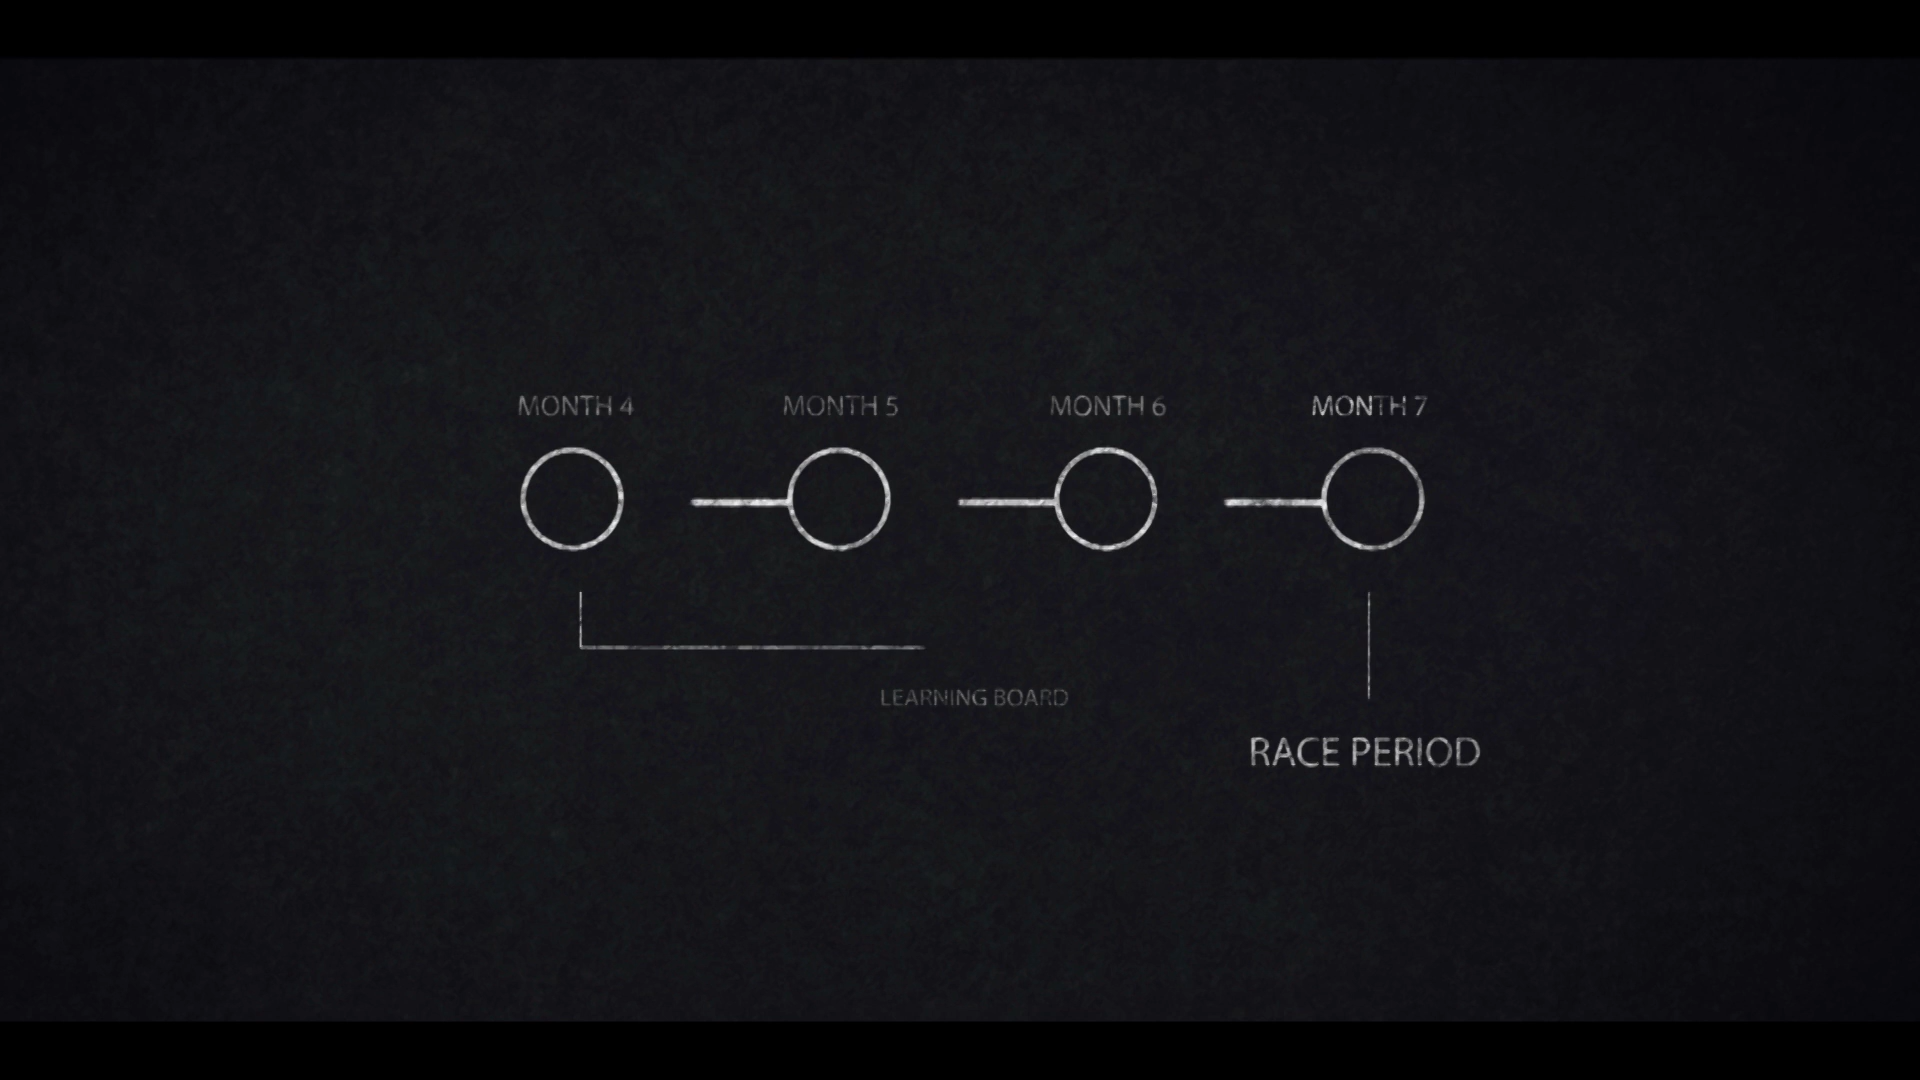 MONTH 4
MONTH 5
MONTH 6
MONTH 7
LEARNING BOARD
RACE PERIOD